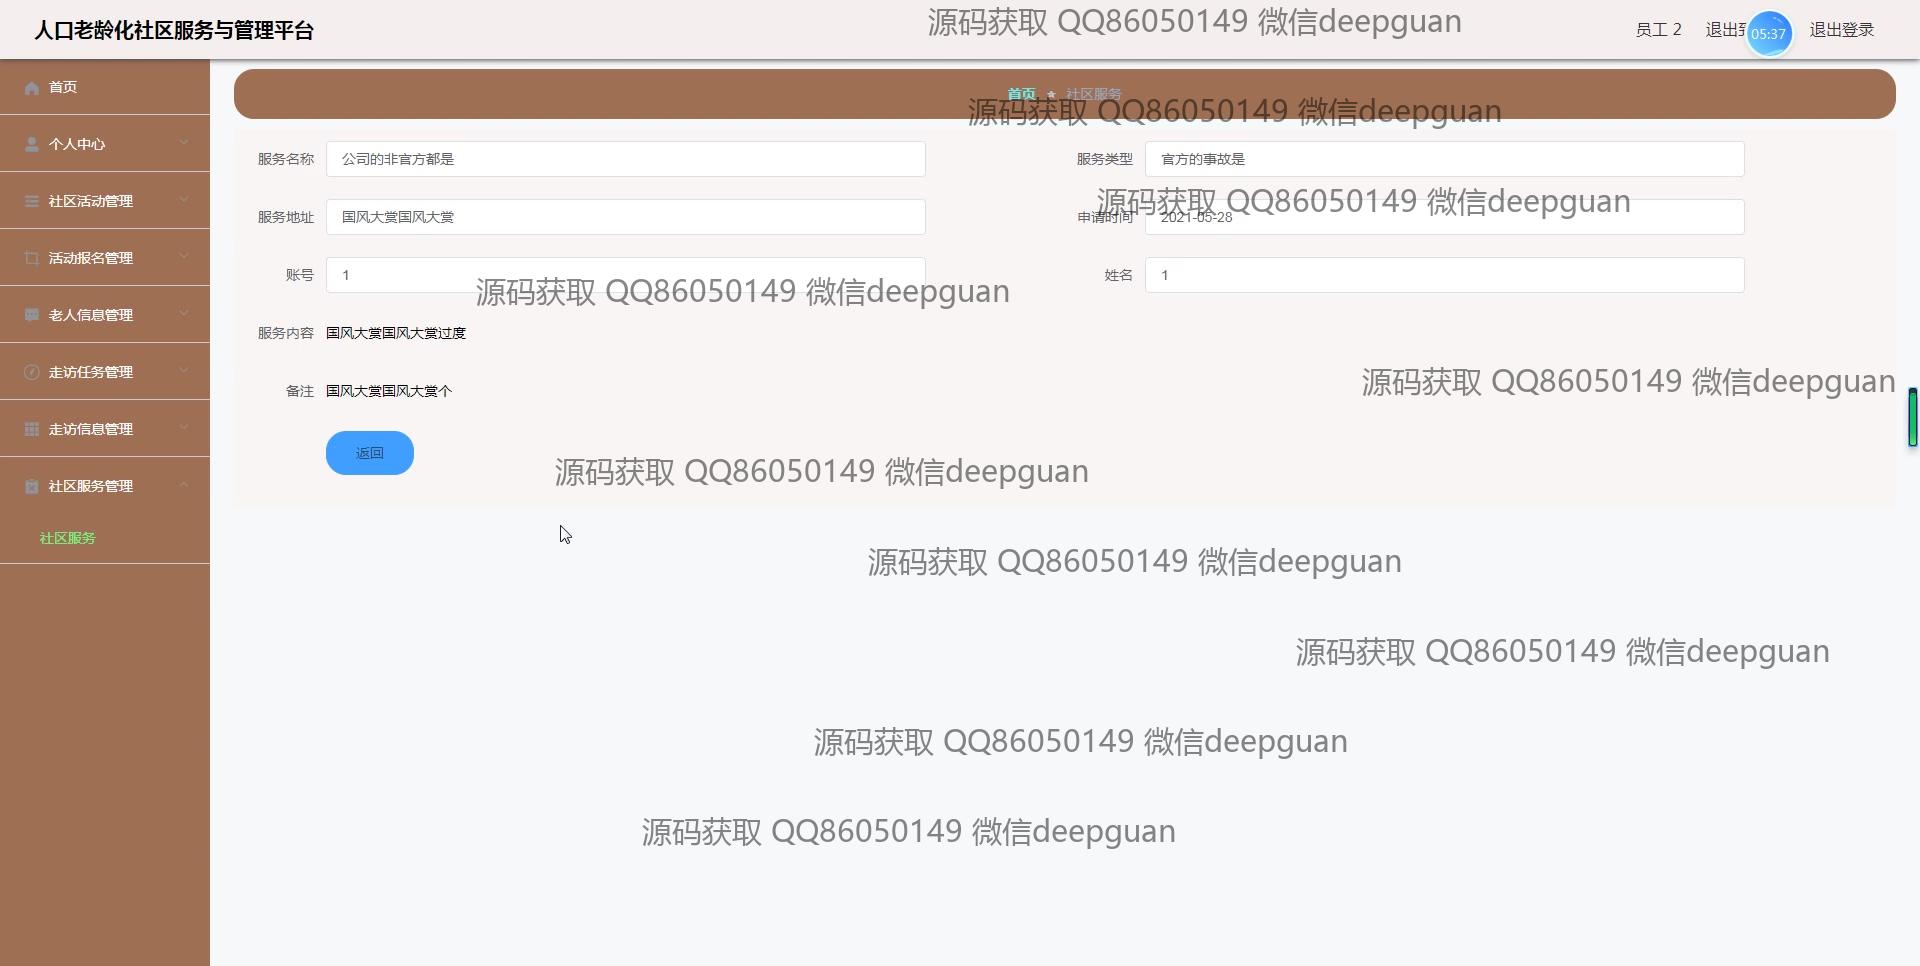 人口老龄化社区服务与管理平台
源码获取 QQ86050149 微信deepguan
员工 2
退出到
05:37
退出登录
首页
个人中心
社区活动管理
活动报名管理
老人信息管理
走访任务管理
走访信息管理
社区服务管理
社区服务
首页 ★ 社区服务
源码获取 QQ86050149 微信deepguan
服务名称 公司的非官方都是
服务类型 官方的事故是
源码获取 QQ86050149 微信deepguan
服务地址 国风大赏国风大赏
申请时间 2021-05-28
账号 1
姓名 1
源码获取 QQ86050149 微信deepguan
服务内容 国风大赏国风大赏过度
备注 国风大赏国风大赏个
源码获取 QQ86050149 微信deepguan
返回
源码获取 QQ86050149 微信deepguan
源码获取 QQ86050149 微信deepguan
源码获取 QQ86050149 微信deepguan
源码获取 QQ86050149 微信deepguan
源码获取 QQ86050149 微信deepguan